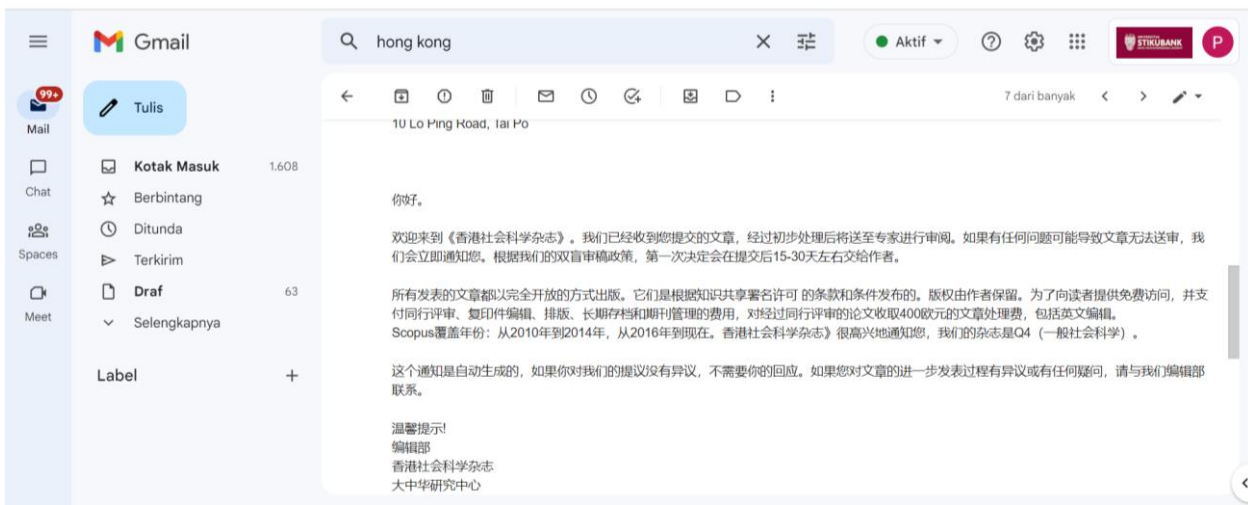 Gmail
hong kong
Aktif
UNIVERSITAS
STIKUBANK
P
99+
Mail
Chat
Spaces
Meet
Tulis
Kotak Masuk 1.608
Berbintang
Ditunda
Terkirim
Draf 63
Selengkapnya
Label
7 dari banyak
10 Lo Ping Road, Tai Po
你好。
欢迎来到《香港社会科学杂志》。我们已经收到您提交的文章，经过初步处理后将送至专家进行审阅。如果有任何问题可能导致文章无法送审，我
们会立即通知您。根据我们的双盲审稿政策，第一次决定会在提交后15-30天左右交给作者。
所有发表的文章都以完全开放的方式出版。它们是根据知识共享署名许可 的条款和条件发布的。版权由作者保留。为了向读者提供免费访问，并支
付同行评审、复印件编辑、排版、长期存档和期刊管理的费用，对经过同行评审的论文收取400欧元的文章处理费，包括英文编辑。
Scopus覆盖年份：从2010年到2014年，从2016年到现在。香港社会科学杂志》很高兴地通知您，我们的杂志是Q4（一般社会科学）。
这个通知是自动生成的，如果你对我们的提议没有异议，不需要你的回应。如果您对文章的进一步发表过程有异议或有任何疑问，请与我们编辑部
联系。
温馨提示!
编辑部
香港社会科学杂志
大中华研究中心